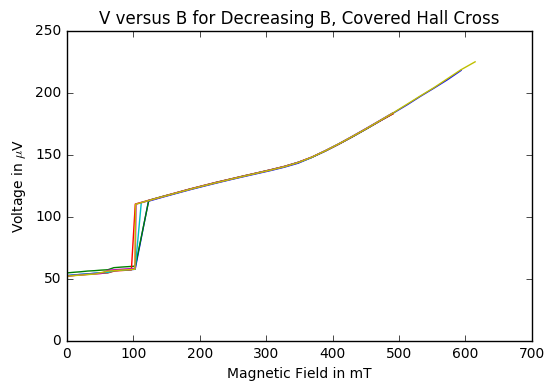 V versus B for Decreasing B, Covered Hall Cross
250
200
150
100
50
0
Voltage in μV
0 100 200 300 400 500 600 700
Magnetic Field in mT